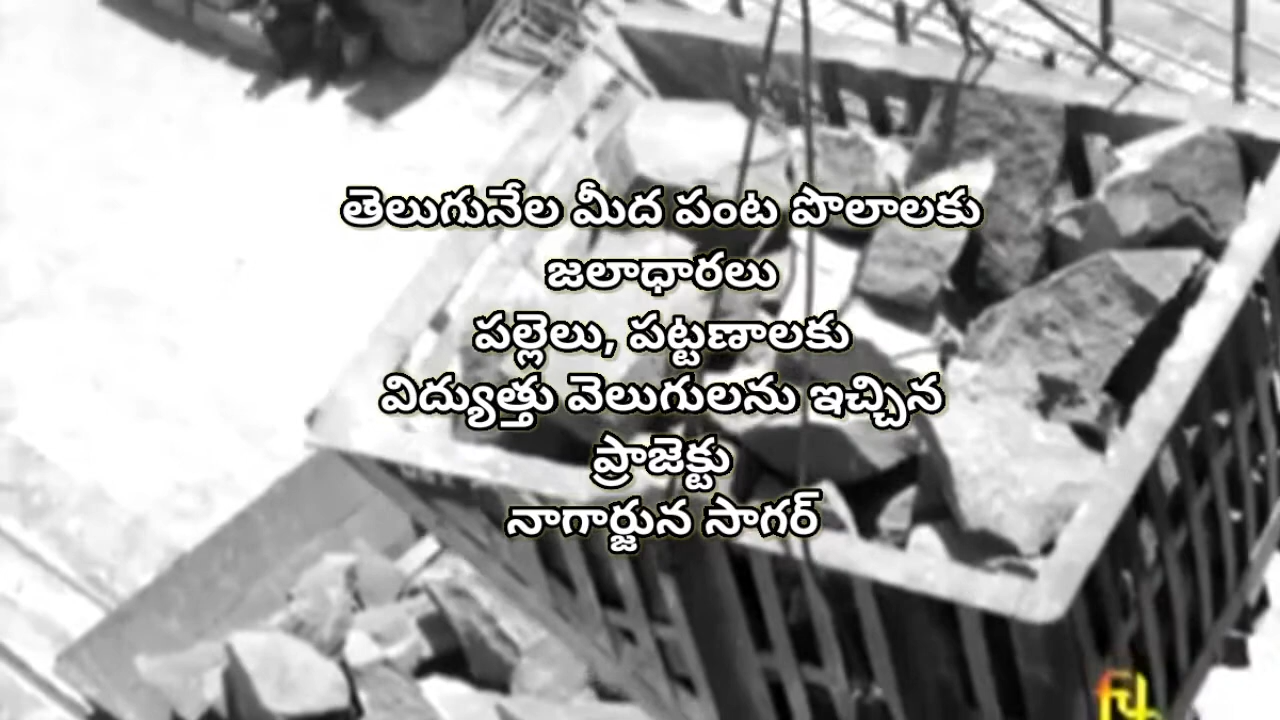 తెలుగునేల మీద పంట పొలాలకు
జలాధారలు
పల్లెలు, పట్టణాలకు
విద్యుత్తు వెలుగులను ఇచ్చిన
ప్రాజెక్టు
నాగార్జున సాగర్